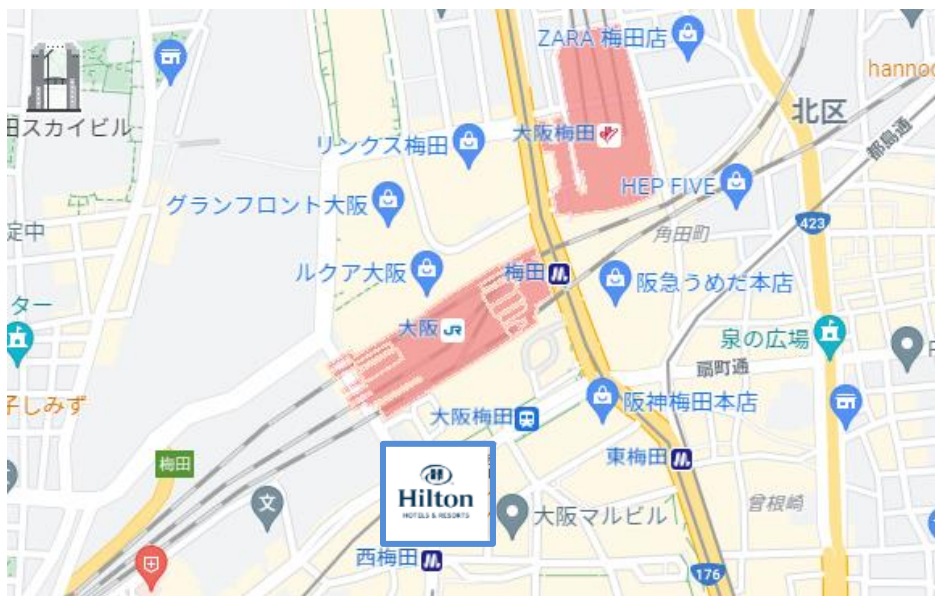 ZARA 梅田店
hannoc
北区
田スカイビル
大阪梅田
都島通
リンクス梅田
HEP FIVE
グランフロント大阪
423
淀中
角田町
ルクア大阪
梅田
阪急うめだ本店
ター
大阪
JR
泉の広場
扇町通
子しみず
阪神梅田本店
大阪梅田
梅田
東梅田
文
Hilton
HOTELS & RESORTS
大阪マルビル
曾根崎
西梅田
176